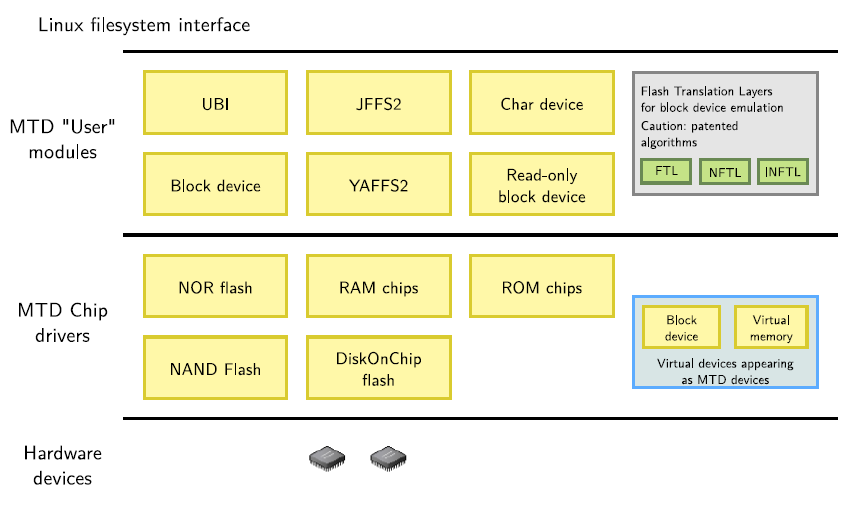 Linux filesystem interface
MTD "User"
modules
UBI
JFFS2
Char device
Block device
YAFFS2
Read-only
block device
Flash Translation Layers
for block device emulation
Caution: patented
algorithms
FTL
NFTL
INFTL
MTD Chip
drivers
NOR flash
RAM chips
ROM chips
NAND Flash
DiskOnChip
flash
Block
device
Virtual
memory
Virtual devices appearing
as MTD devices
Hardware
devices